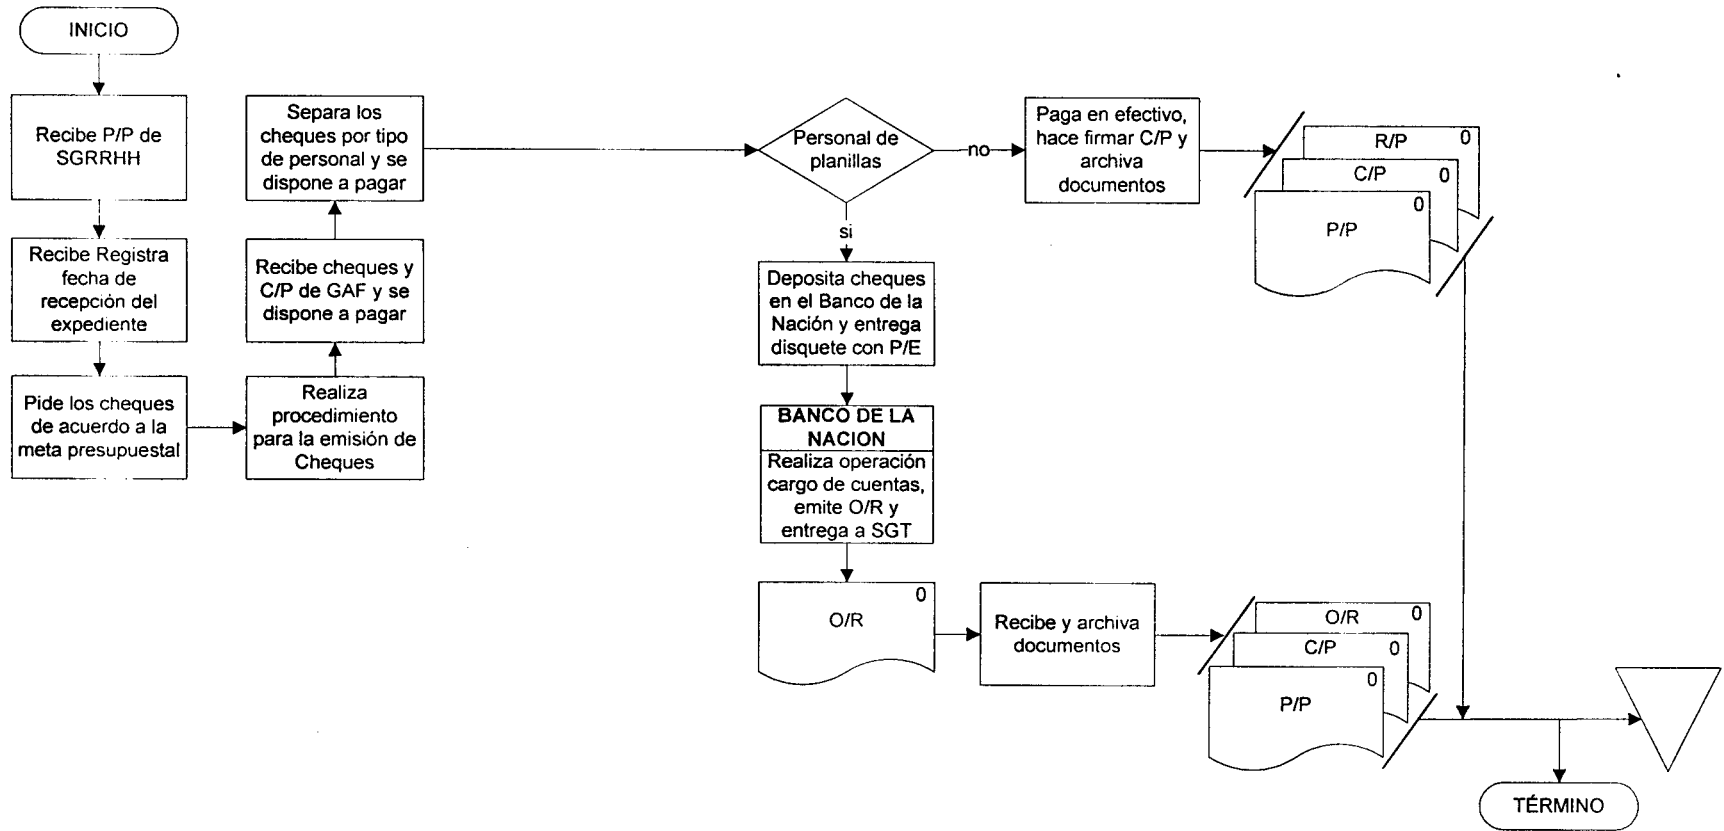 INICIO
Recibe P/P de
SGRRHH
Recibe Registra
fecha de
recepción del
expediente
Pide los cheques
de acuerdo a la
meta presupuestal
Realiza
procedimiento
para la emisión de
Cheques
Recibe cheques y
C/P de GAF y se
dispone a pagar
Separa los
cheques por tipo
de personal y se
dispone a pagar
Personal de
planillas
no
Paga en efectivo,
hace firmar C/P y
archiva
documentos
R/P
0
C/P
0
P/P
0
si
Deposita cheques
en el Banco de la
Nación y entrega
disquete con P/E
BANCO DE LA
NACION
Realiza operación
cargo de cuentas,
emite O/R y
entrega a SGT
O/R
0
Recibe y archiva
documentos
O/R
0
C/P
0
P/P
0
TÉRMINO